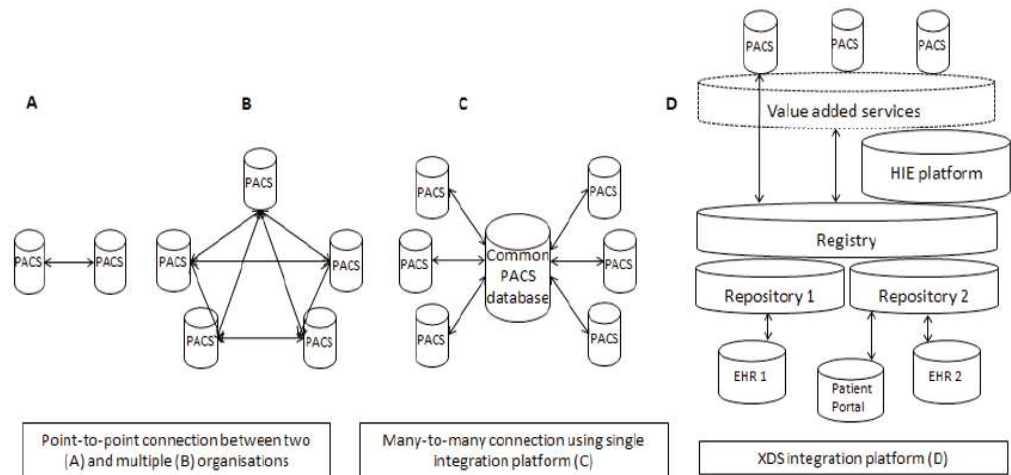 A
B
C
D
PACS
PACS
PACS
PACS
PACS
PACS
PACS
PACS
PACS
PACS
PACS
PACS
PACS
PACS
Common
PACS
database
PACS
PACS
PACS
Value added services
HIE platform
Registry
Repository 1
Repository 2
EHR 1
Patient
Portal
EHR 2
Point-to-point connection between two
(A) and multiple (B) organisations
Many-to-many connection using single
integration platform (C)
XDS integration platform (D)